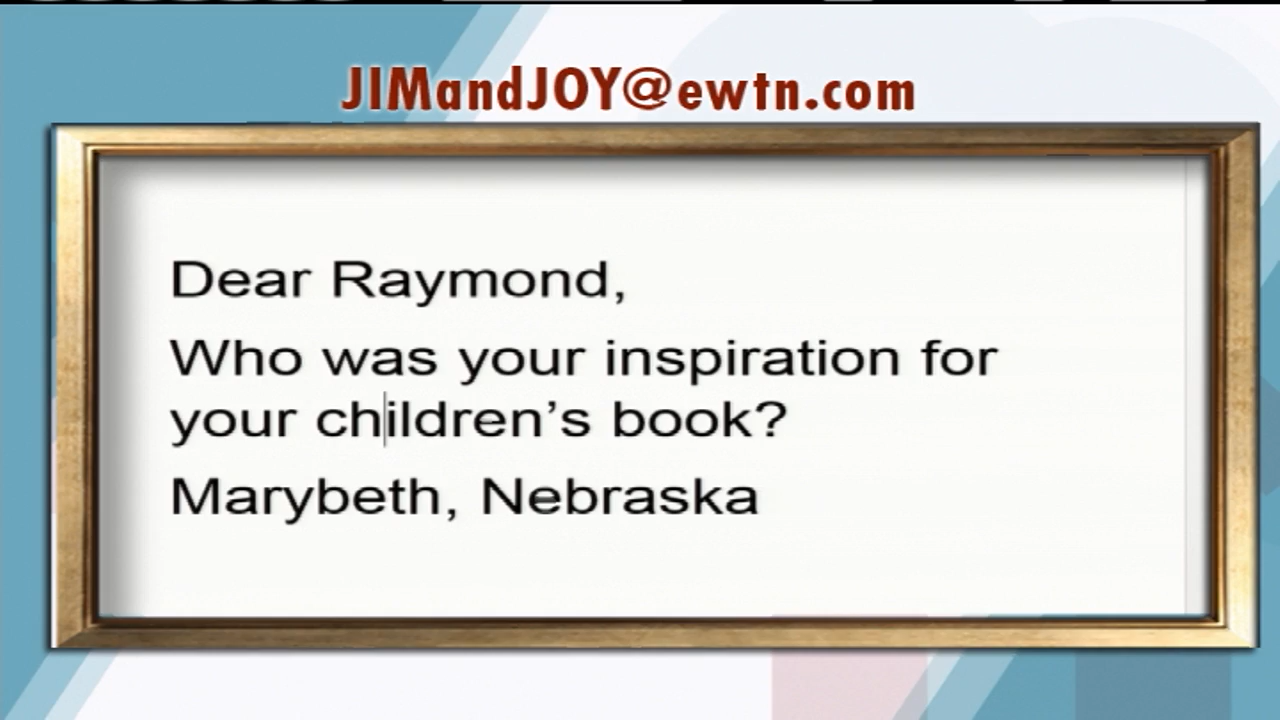 JIMandJOY@ewtn.com
Dear Raymond,
Who was your inspiration for
your children’s book?
Marybeth, Nebraska